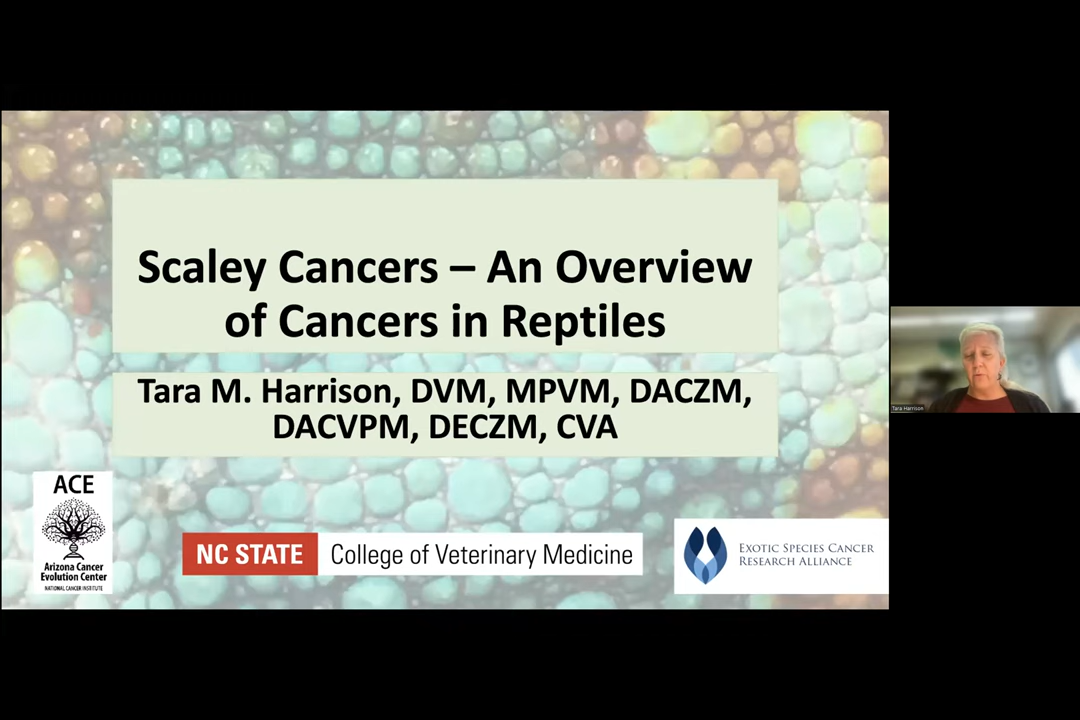 Scaley Cancers – An Overview
of Cancers in Reptiles
Tara M. Harrison, DVM, MPVM, DACZM,
DACVPM, DECZM, CVA
ACE
Arizona Cancer
Evolution Center
NATIONAL CANCER INSTITUTE
NC STATE College of Veterinary Medicine
EXOTIC SPECIES CANCER
RESEARCH ALLIANCE
Tara Harrison